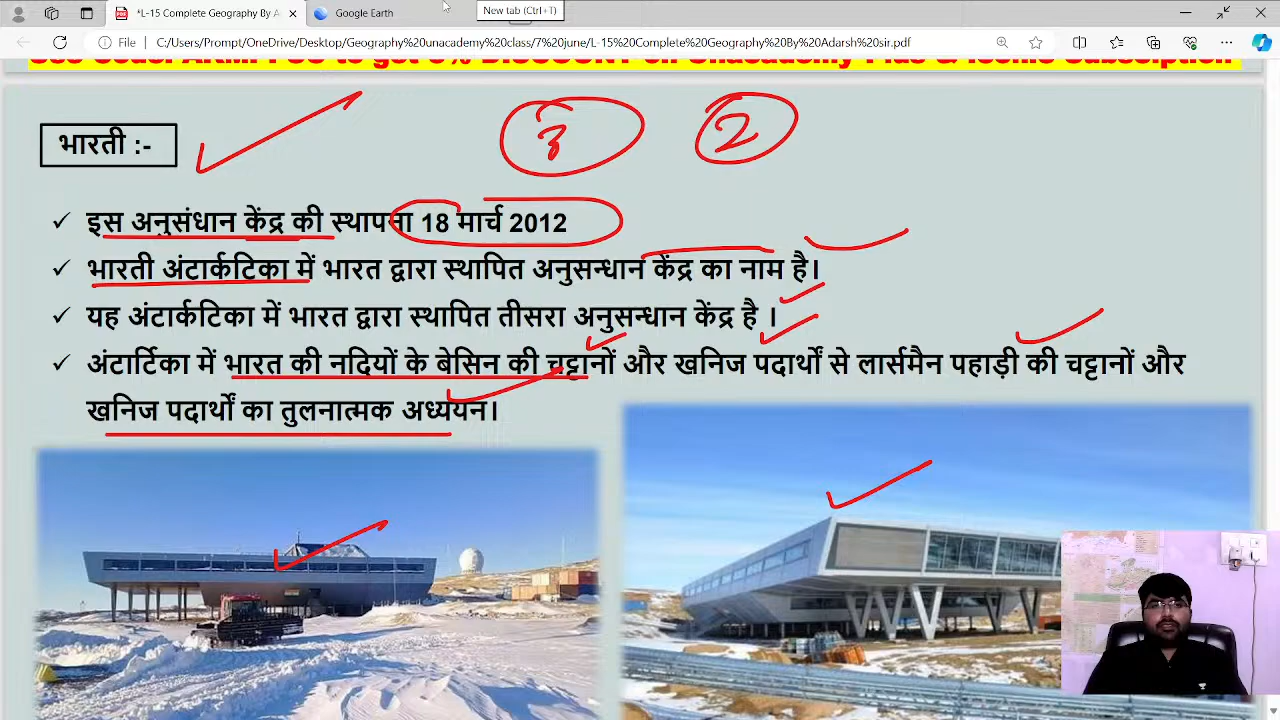 *L-15 Complete Geography By A
Google Earth
New tab (Ctrl+T)
File
C:/Users/Prompt/OneDrive/Desktop/Geography%20unacademy%20class/7%20june/L-15%20Complete%20Geography%20By%20Adarsh%20sir.pdf
भारती :-
3 2
इस अनुसंधान केंद्र की स्थापना 18 मार्च 2012
भारती अंटार्कटिका में भारत द्वारा स्थापित अनुसन्धान केंद्र का नाम है।
यह अंटार्कटिका में भारत द्वारा स्थापित तीसरा अनुसन्धान केंद्र है ।
अंटार्टिका में भारत की नदियों के बेसिन की चट्टानों और खनिज पदार्थों से लार्समैन पहाड़ी की चट्टानों और
खनिज पदार्थों का तुलनात्मक अध्ययन।